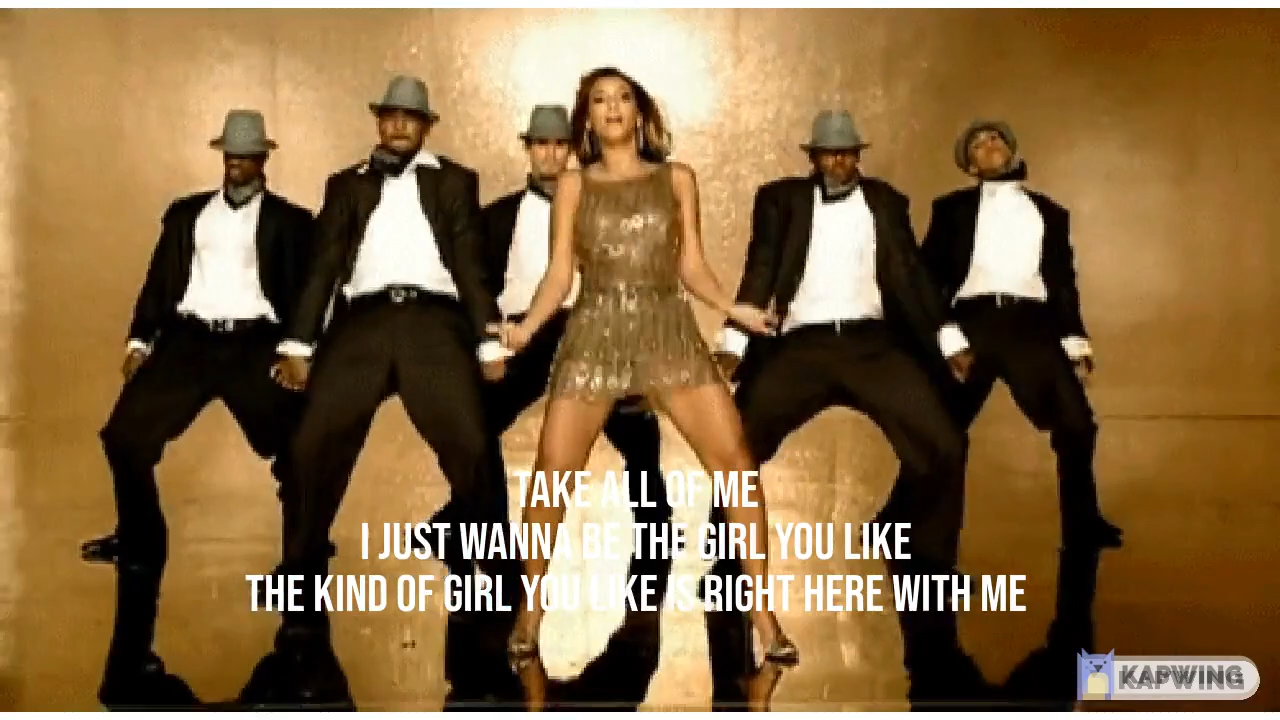 TAKE ALL OF ME
I JUST WANNA BE THE GIRL YOU LIKE
THE KIND OF GIRL YOU LIKE IS RIGHT HERE WITH ME
KAPWING